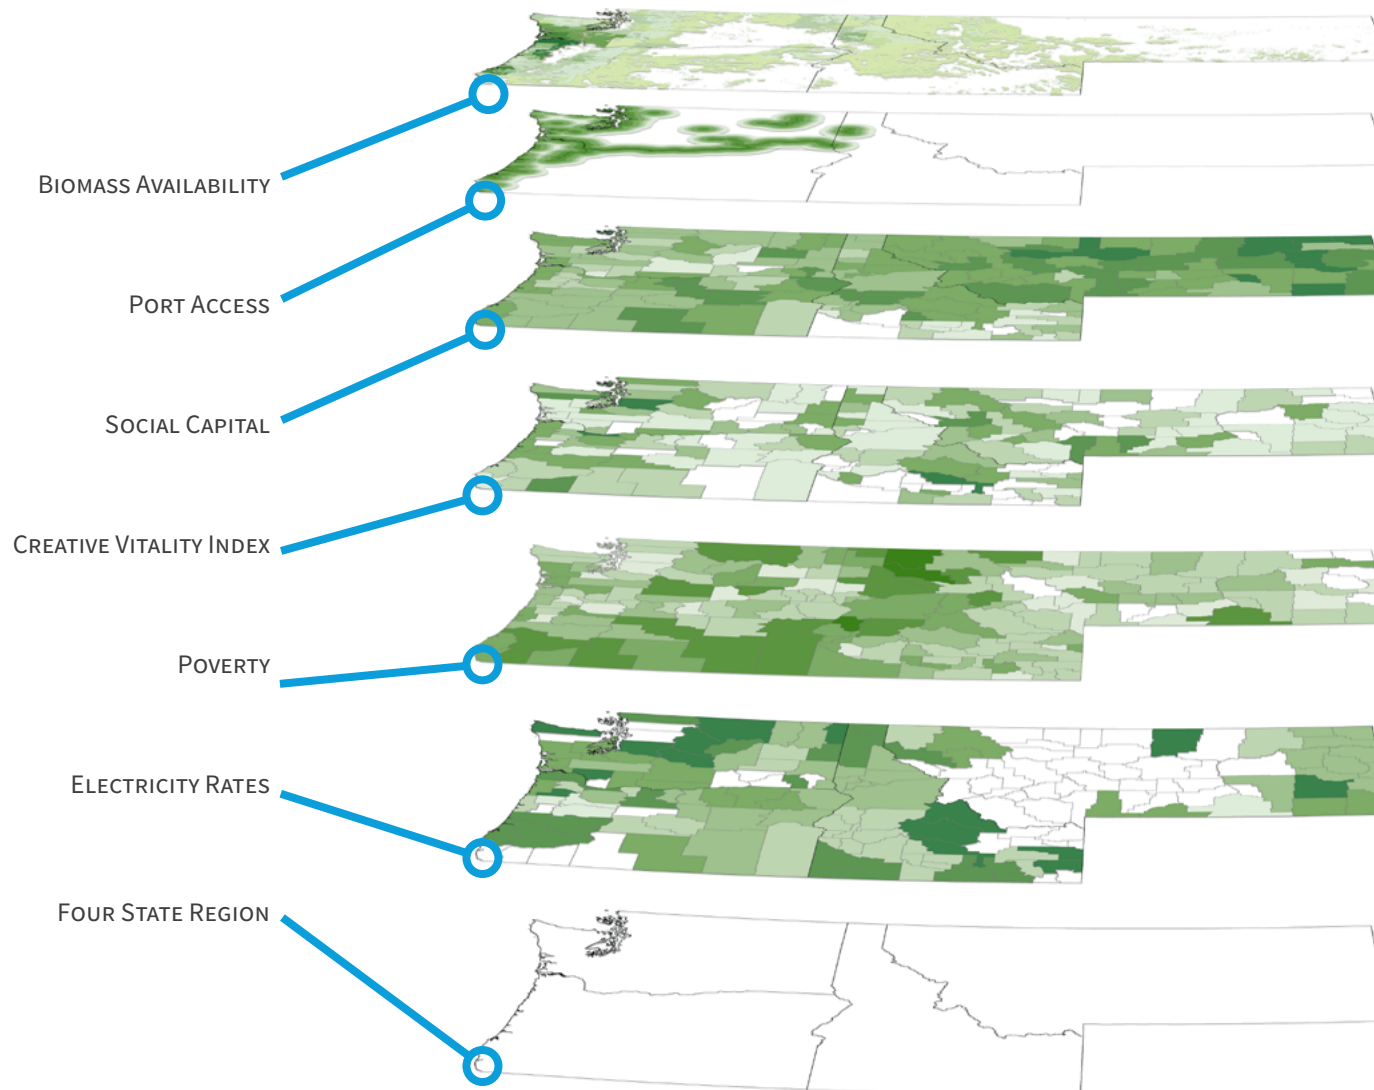 Biomass Availability
Port Access
Social Capital
Creative Vitality Index
Poverty
Electricity Rates
Four State Region